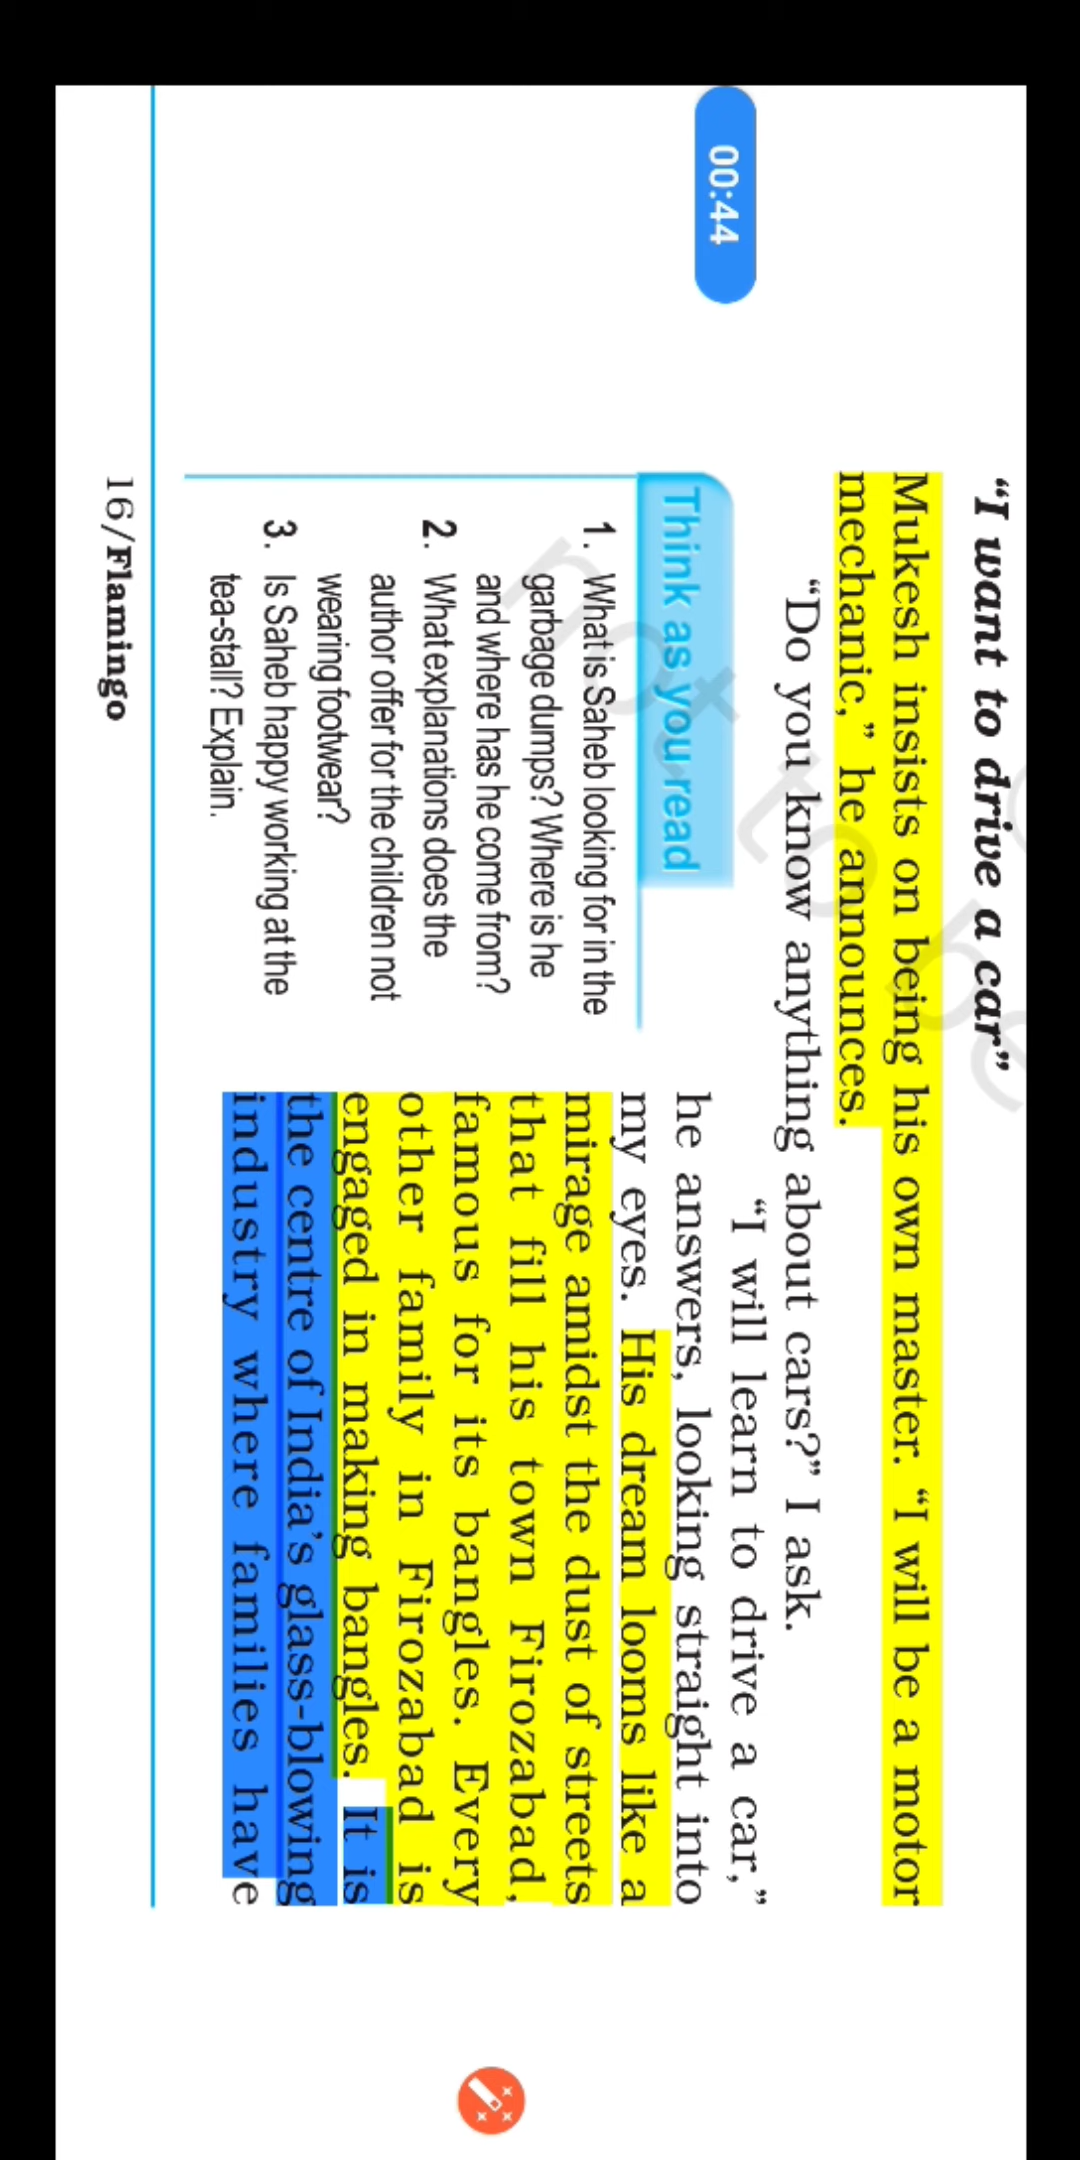 “I want to drive a car”
Mukesh insists on being his own master. “I will be a motor
mechanic,” he announces.
“Do you know anything about cars?” I ask.
“I will learn to drive a car,”
he answers, looking straight into
my eyes. His dream looms like a
mirage amidst the dust of streets
that fill his town Firozabad,
famous for its bangles. Every
other family in Firozabad is
engaged in making bangles. It is
the centre of India’s glass-blowing
industry where families have
Think as you read
1. What is Saheb looking for in the
garbage dumps? Where is he
and where has he come from?
2. What explanations does the
author offer for the children not
wearing footwear?
3. Is Saheb happy working at the
tea-stall? Explain.
16/Flamingo
00:44
not to be